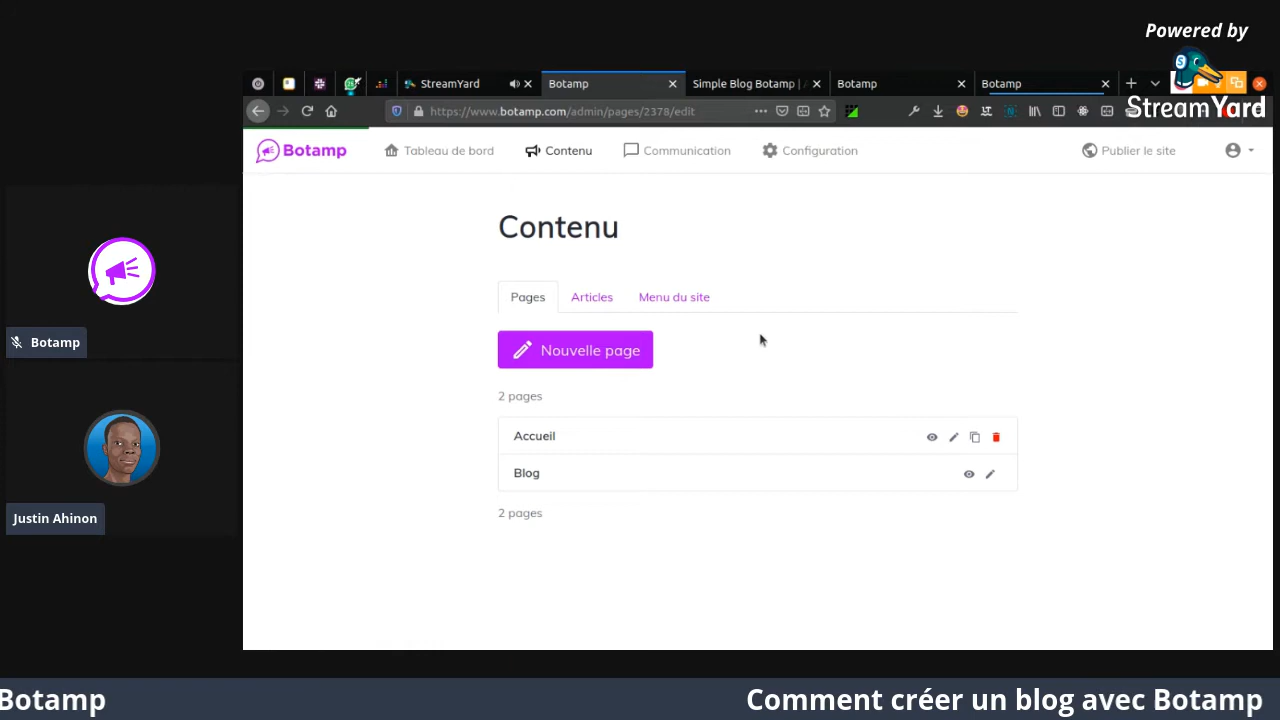 Powered by
StreamYard
StreamYard
Botamp
Simple Blog Botamp |
Botamp
Botamp
https://www.botamp.com/admin/pages/2378/edit
Botamp
Tableau de bord
Contenu
Communication
Configuration
Publier le site
Contenu
Pages
Articles
Menu du site
Nouvelle page
2 pages
Accueil
Blog
2 pages
Botamp
Justin Ahinon
Botamp
Comment créer un blog avec Botamp